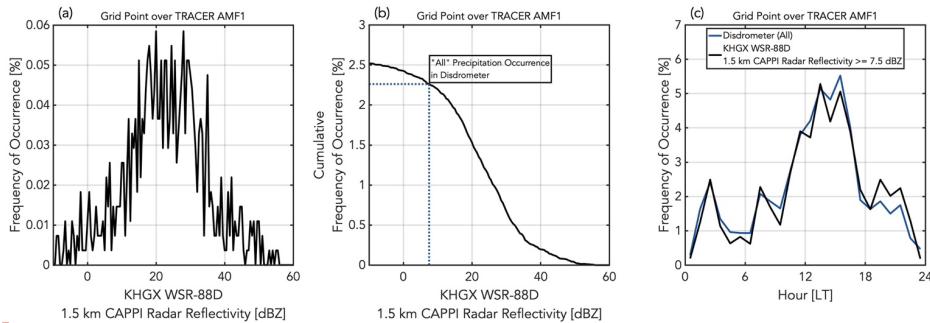 (a)
Grid Point over TRACER AMF1
Frequency of Occurrence [%]
0.06
0.05
0.04
0.03
0.02
0.01
0
0
20
40
60
KHGX WSR-88D
1.5 km CAPPI Radar Reflectivity [dBZ]
(b)
Grid Point over TRACER AMF1
Cumulative
Frequency of Occurrence [%]
3
2.5
2
1.5
1
0.5
0
"All" Precipitation Occurrence
in Disdrometer
0
20
40
60
KHGX WSR-88D
1.5 km CAPPI Radar Reflectivity [dBZ]
(c)
Grid Point over TRACER AMF1
Frequency of Occurrence [%]
7
6
5
4
3
2
1
0
Disdrometer (All)
KHGX WSR-88D
1.5 km CAPPI Radar Reflectivity >= 7.5 dBZ
0
6
12
18
24
Hour [LT]